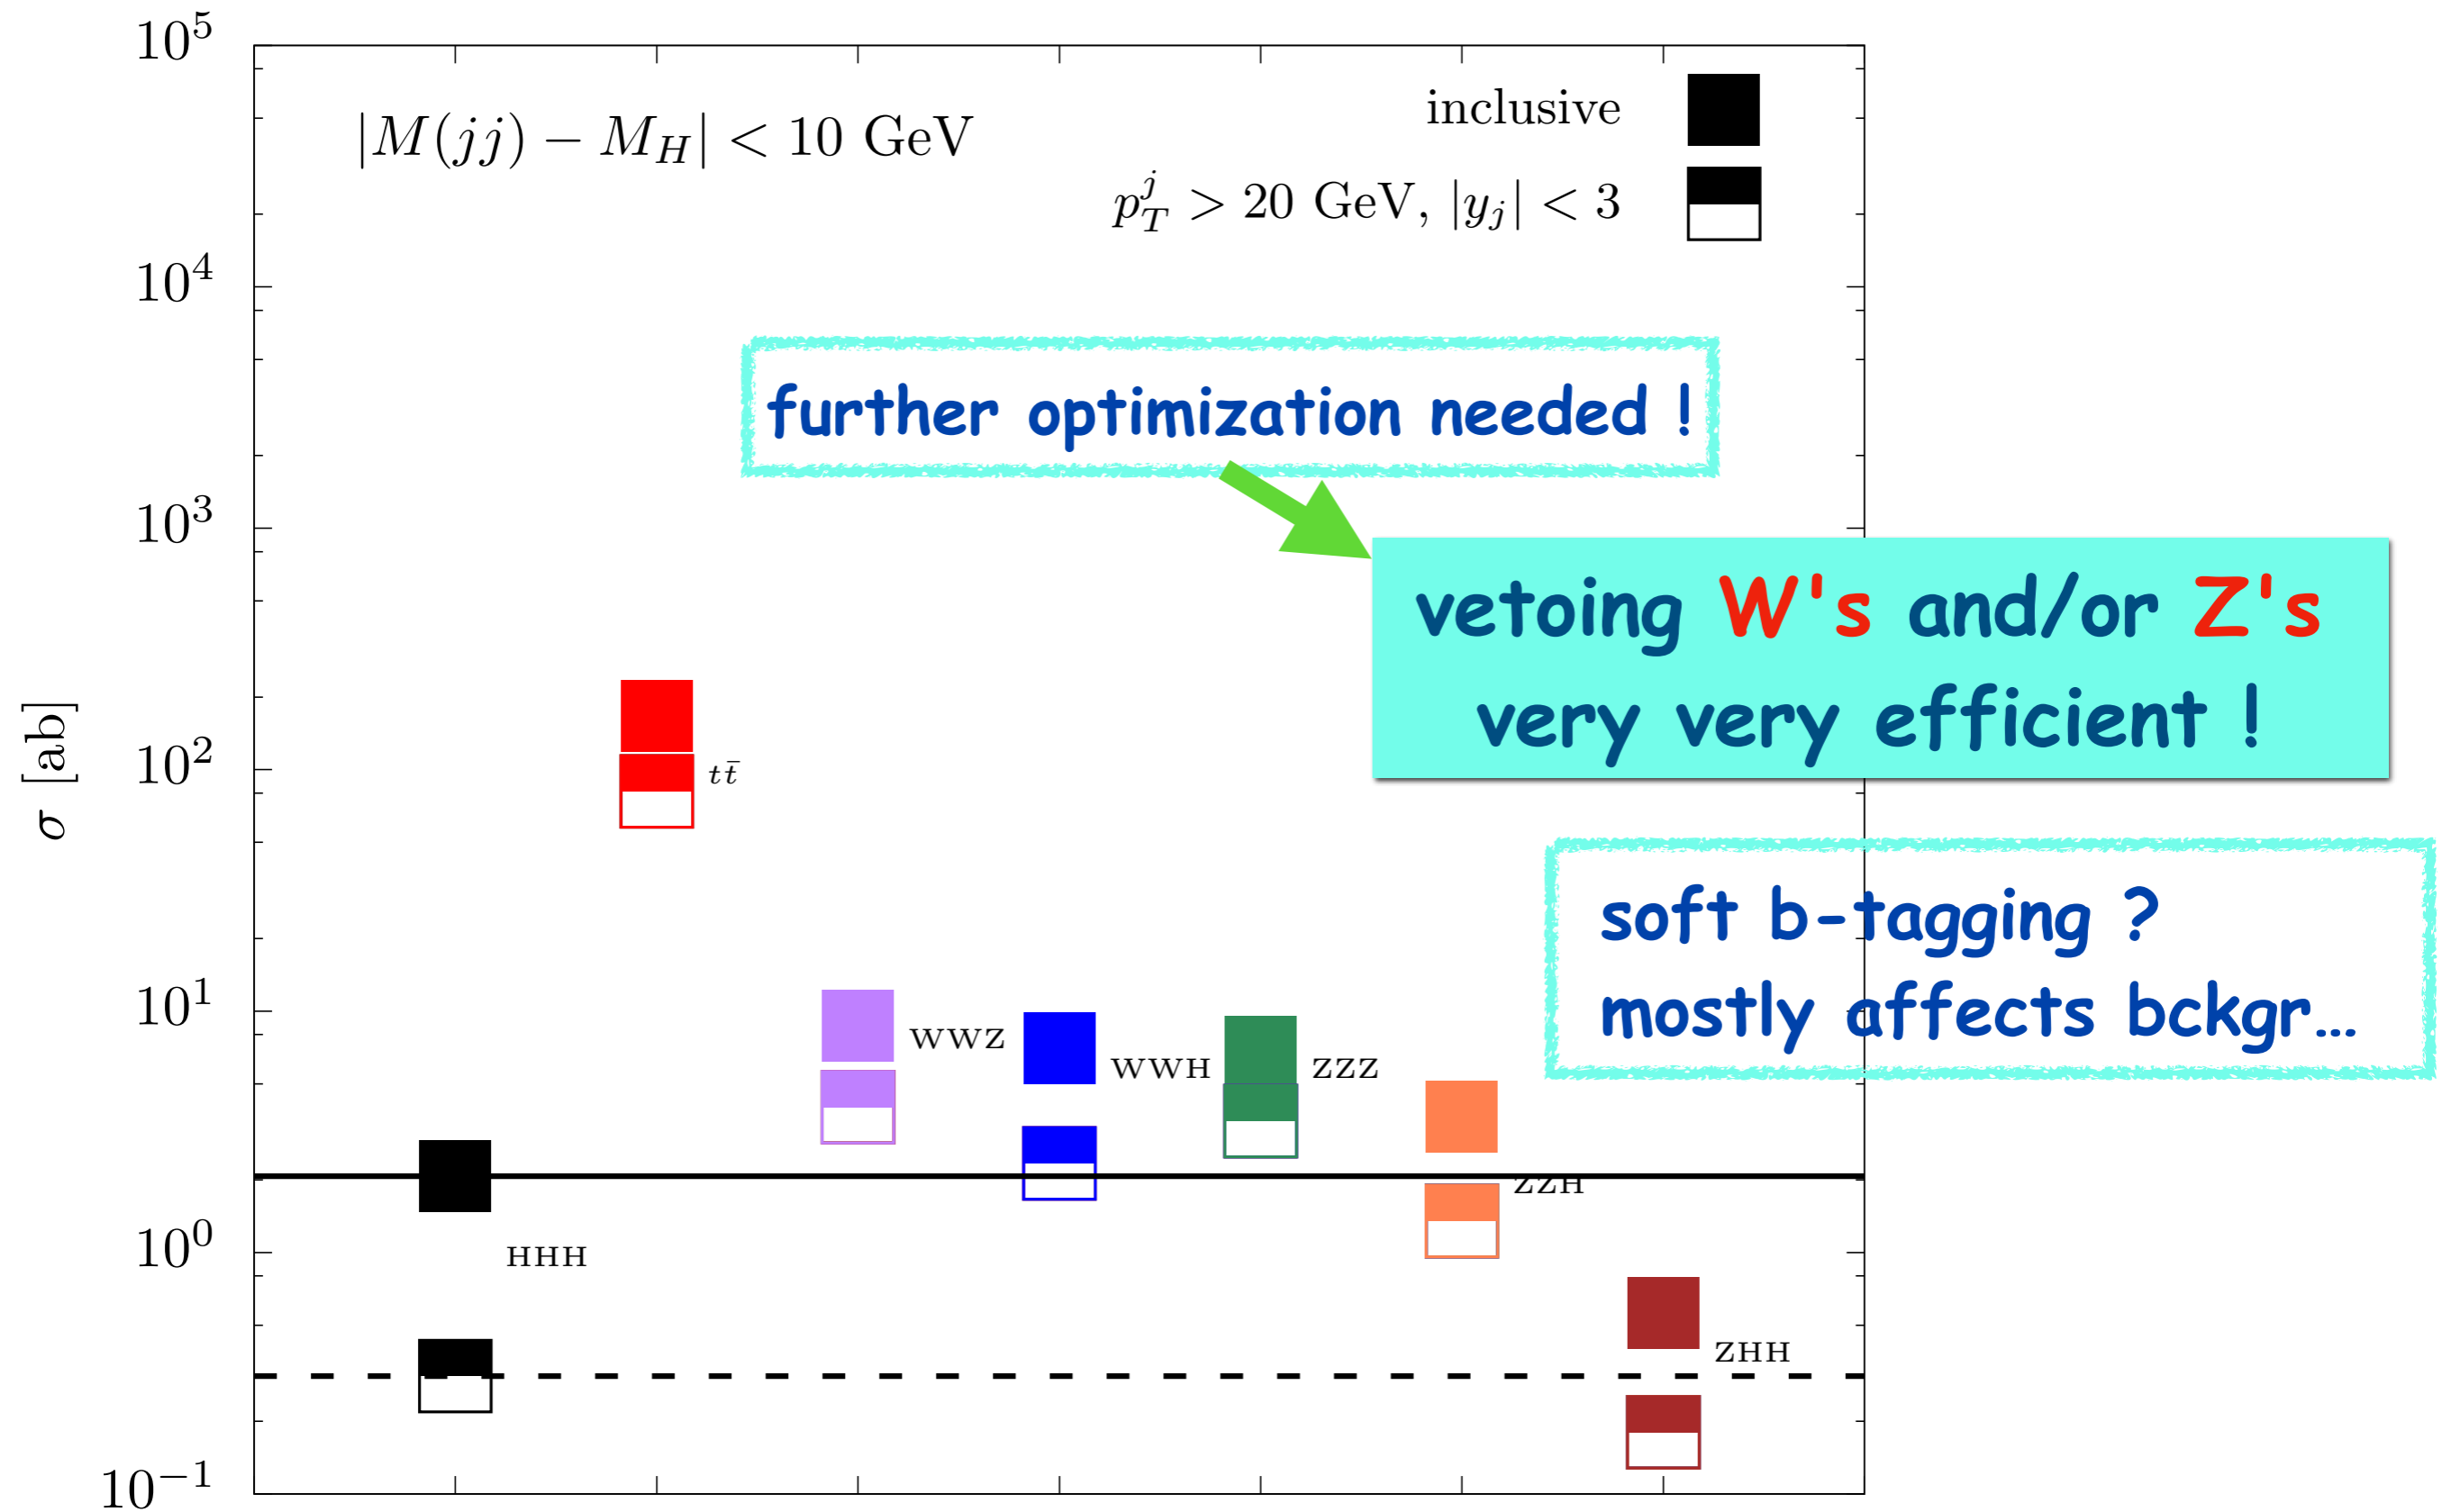 10^5
|M(jj) − M_H| < 10 GeV
inclusive
p_T^j > 20 GeV, |y_j| < 3
10^4
further optimization needed !
10^3
vetoing W's and/or Z's
very very efficient !
σ [ab]
10^2
tt̄
soft b-tagging ?
mostly affects bckgr...
10^1
WWZ
WWH
ZZZ
ZZH
10^0
HHH
ZHH
10^−1